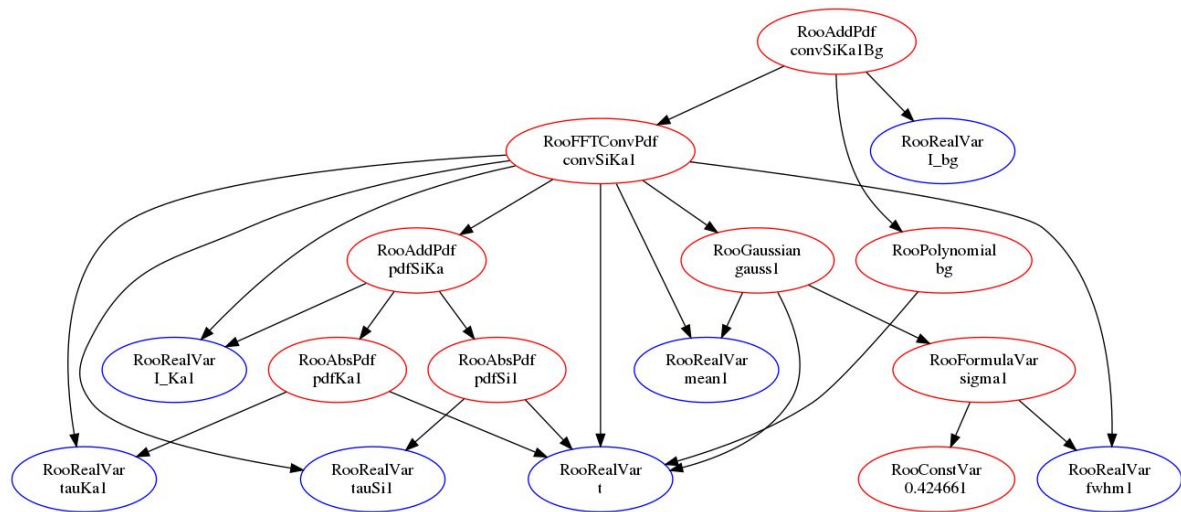 RooAddPdf
convSiKa1Bg
RooFFTConvPdf
convSiKa1
RooRealVar
I_bg
RooAddPdf
pdfSiKa
RooGaussian
gauss1
RooPolynomial
bg
RooRealVar
I_Ka1
RooAbsPdf
pdfKa1
RooAbsPdf
pdfSi1
RooRealVar
mean1
RooFormulaVar
sigma1
RooRealVar
tauKa1
RooRealVar
tauSi1
RooRealVar
t
RooConstVar
0.424661
RooRealVar
fwhm1